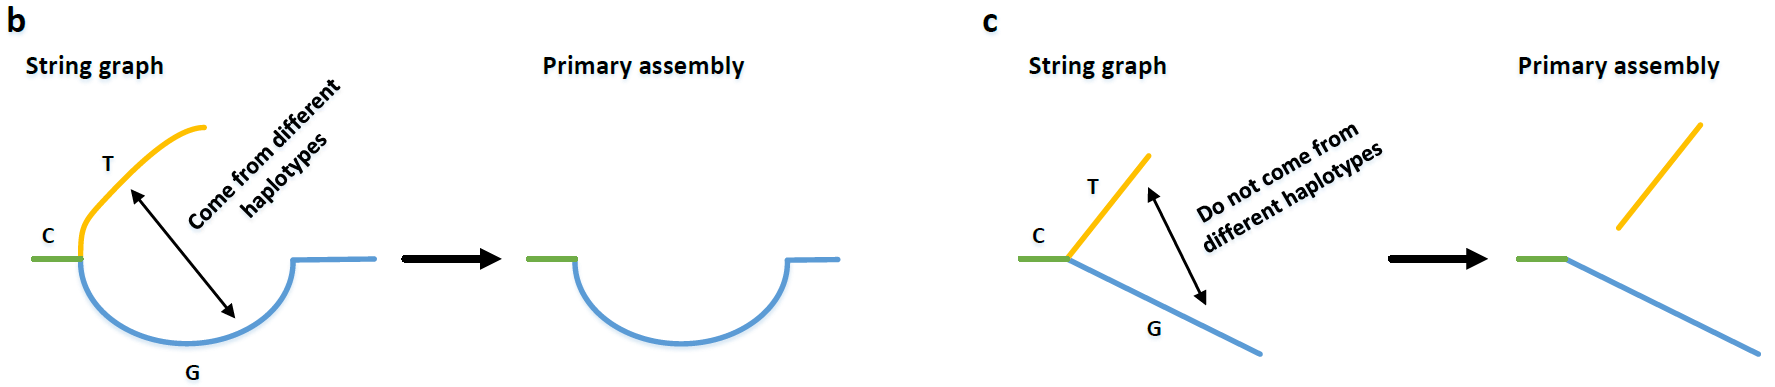 b
String graph
Primary assembly
Come from different
haplotypes
T
C
G
c
String graph
Primary assembly
Do not come from
different haplotypes
T
C
G